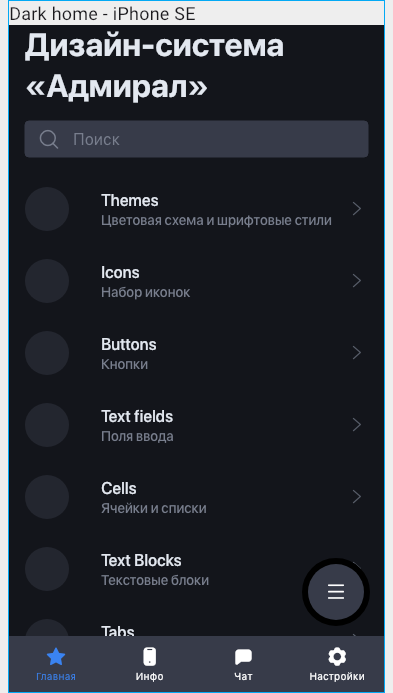 Dark home - iPhone SE
Дизайн-система
«Адмирал»
Поиск
Themes
Цветовая схема и шрифтовые стили
Icons
Набор иконок
Buttons
Кнопки
Text fields
Поля ввода
Cells
Ячейки и списки
Text Blocks
Текстовые блоки
Tabs
Главная
Инфо
Чат
Настройки